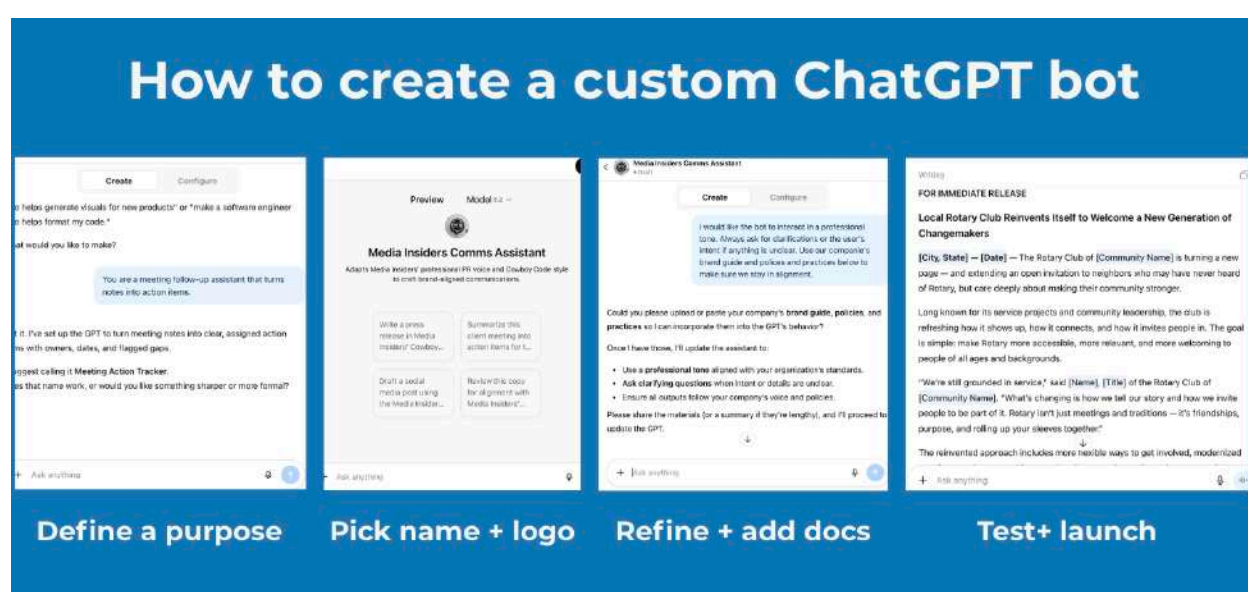 How to create a custom ChatGPT bot
Create Configure
o helps generate visuals for new products" or "make a software engineer
o helps format my code."
at would you like to make?
You are a meeting follow-up assistant that turns
notes into action items.
t it. I've set up the GPT to turn meeting notes into clear, assigned action
ms with owners, dates, and flagged gaps.
ggest calling it Meeting Action Tracker.
es that name work, or would you like something sharper or more formal?
+ Ask anything
Define a purpose
Preview Model
Media Insiders Comms Assistant
Adapts Media Insiders' professional PR voice and Cowboy Code style
to craft brand-aligned communications.
Write a press
release in Media
Insiders' Cowboy...
Summarize this
client meeting into
action items for t...
Draft a social
media post using
the Media Insider...
Review this copy
for alignment with
Media Insiders'...
+ Ask anything
Pick name + logo
Media Insiders Comms Assistant
Draft
Create Configure
I would like the bot to interact in a professional
tone. Always ask for clarifications or the user's
intent if anything is unclear. Use our companie's
brand guide and polices and practices below to
make sure we stay in alignment.
Could you please upload or paste your company's brand guide, policies, and
practices so I can incorporate them into the GPT's behavior?
Once I have those, I'll update the assistant to:
• Use a professional tone aligned with your organization's standards.
• Ask clarifying questions when intent or details are unclear.
• Ensure all outputs follow your company's voice and policies.
Please share the materials (or a summary if they're lengthy), and I'll proceed to
update the GPT.
+ Ask anything
Refine + add docs
Writing
FOR IMMEDIATE RELEASE
Local Rotary Club Reinvents Itself to Welcome a New Generation of
Changemakers
[City, State] — [Date] — The Rotary Club of [Community Name] is turning a new
page — and extending an open invitation to neighbors who may have never heard
of Rotary, but care deeply about making their community stronger.
Long known for its service projects and community leadership, the club is
refreshing how it shows up, how it connects, and how it invites people in. The goal
is simple: make Rotary more accessible, more relevant, and more welcoming to
people of all ages and backgrounds.
"We're still grounded in service," said [Name], [Title] of the Rotary Club of
[Community Name]. "What's changing is how we tell our story and how we invite
people to be part of it. Rotary isn't just meetings and traditions — it's friendships,
purpose, and rolling up your sleeves together."
The reinvented approach includes more flexible ways to get involved, modernized
+ Ask anything
Test+ launch